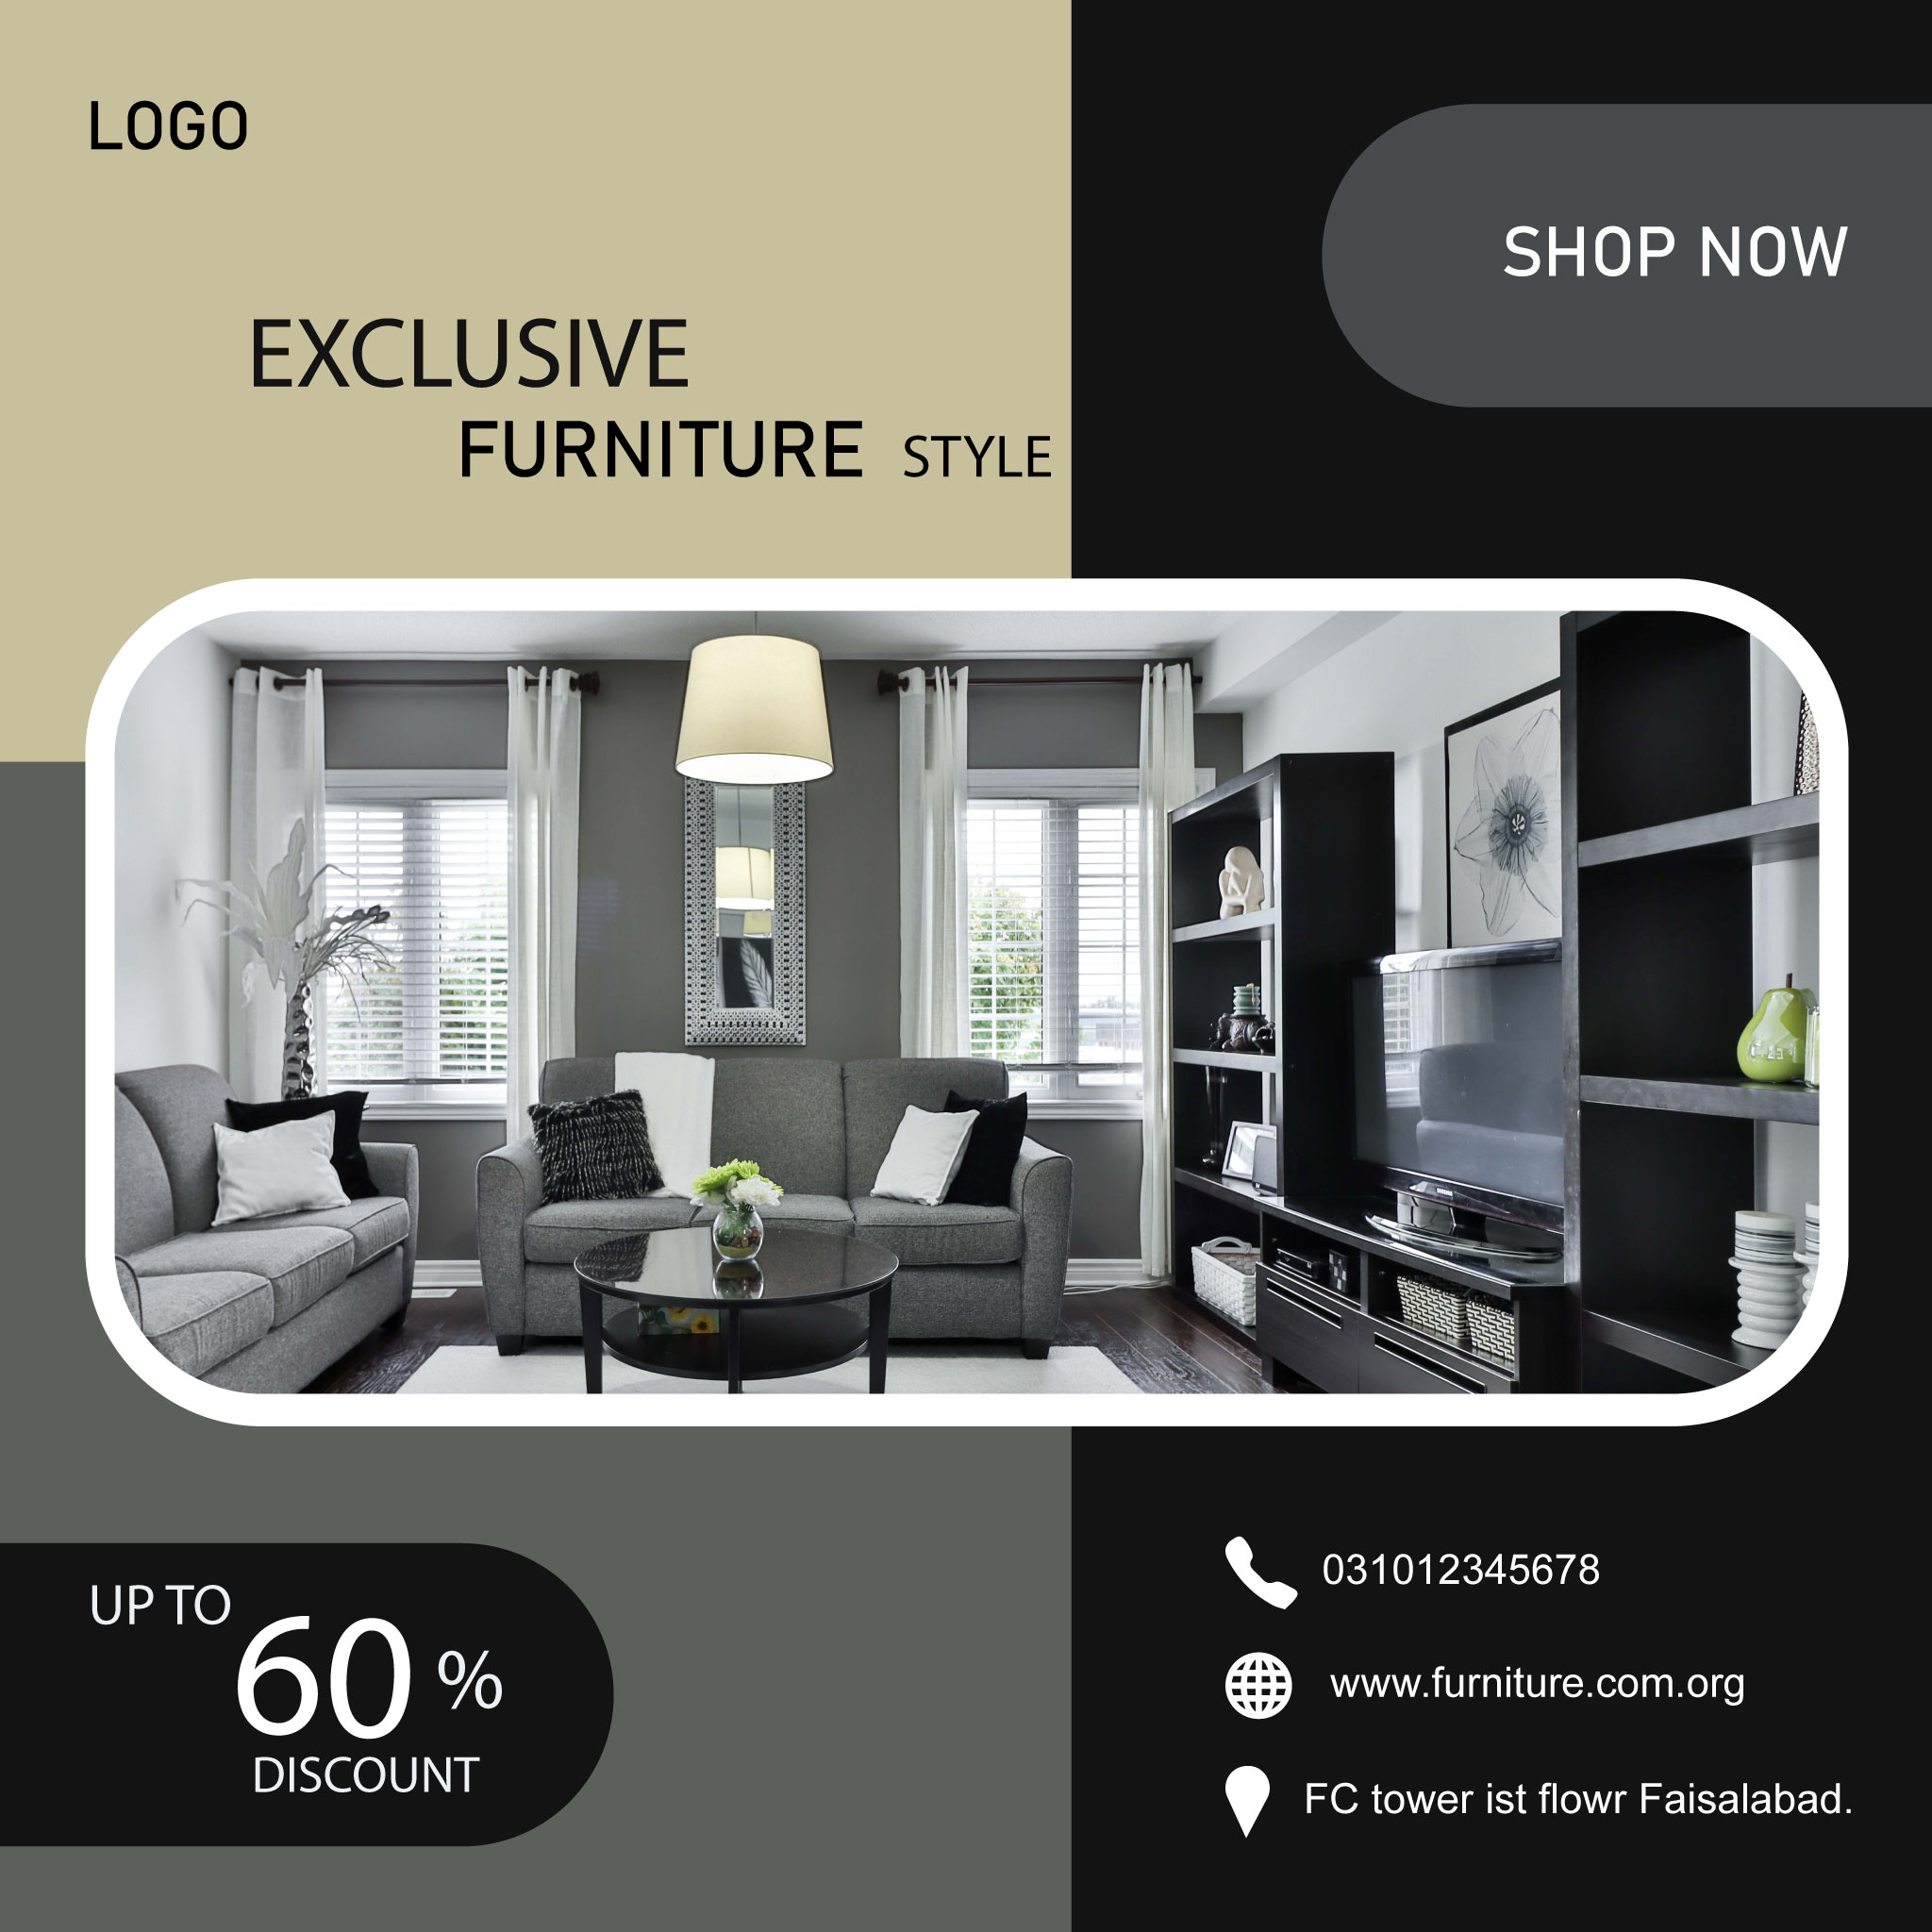 LOGO
SHOP NOW
EXCLUSIVE
FURNITURE STYLE
UP TO
60 %
DISCOUNT
031012345678
www.furniture.com.org
FC tower ist flowr Faisalabad.